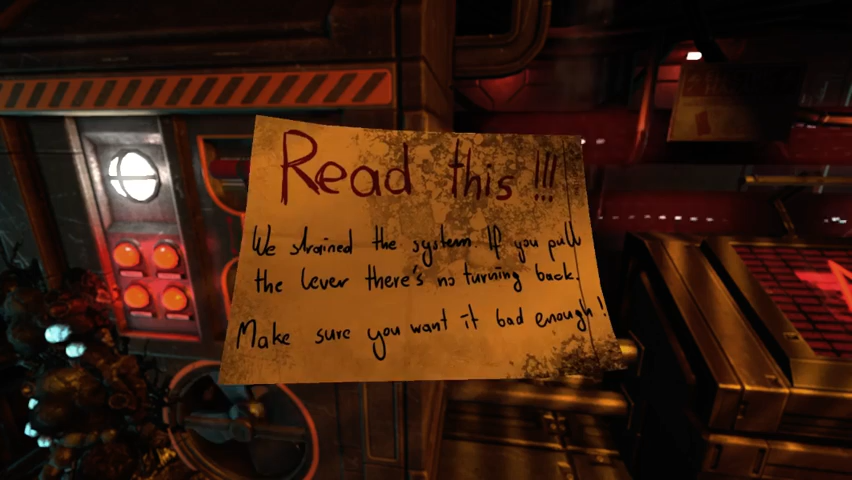 Read this !!!
We strained the system If you pull
the lever there's no turning back.
Make sure you want it bad enough!